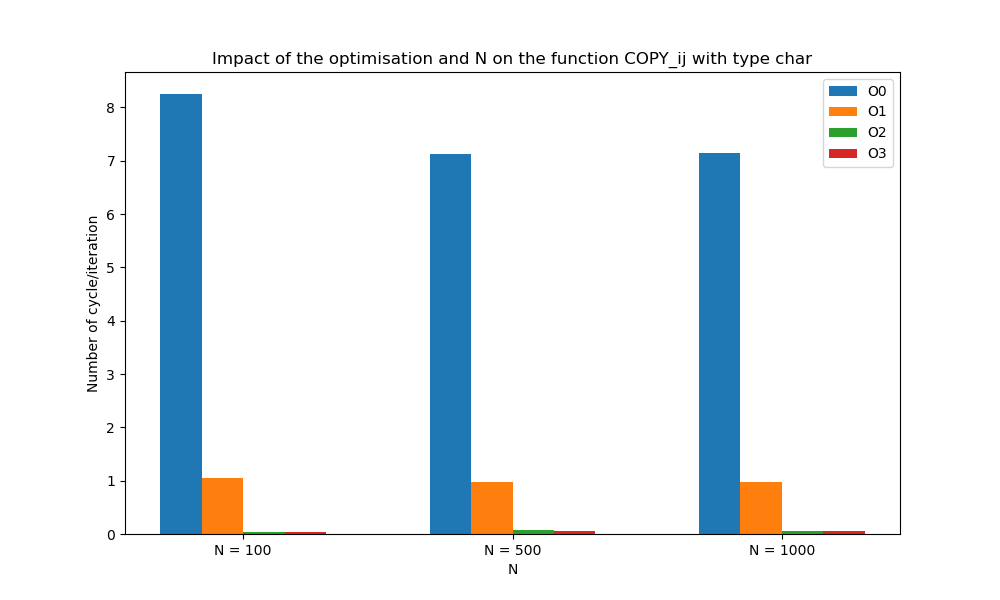 Impact of the optimisation and N on the function COPY_ij with type char
O0
O1
O2
O3
Number of cycle/iteration
8
7
6
5
4
3
2
1
0
N = 100
N = 500
N = 1000
N